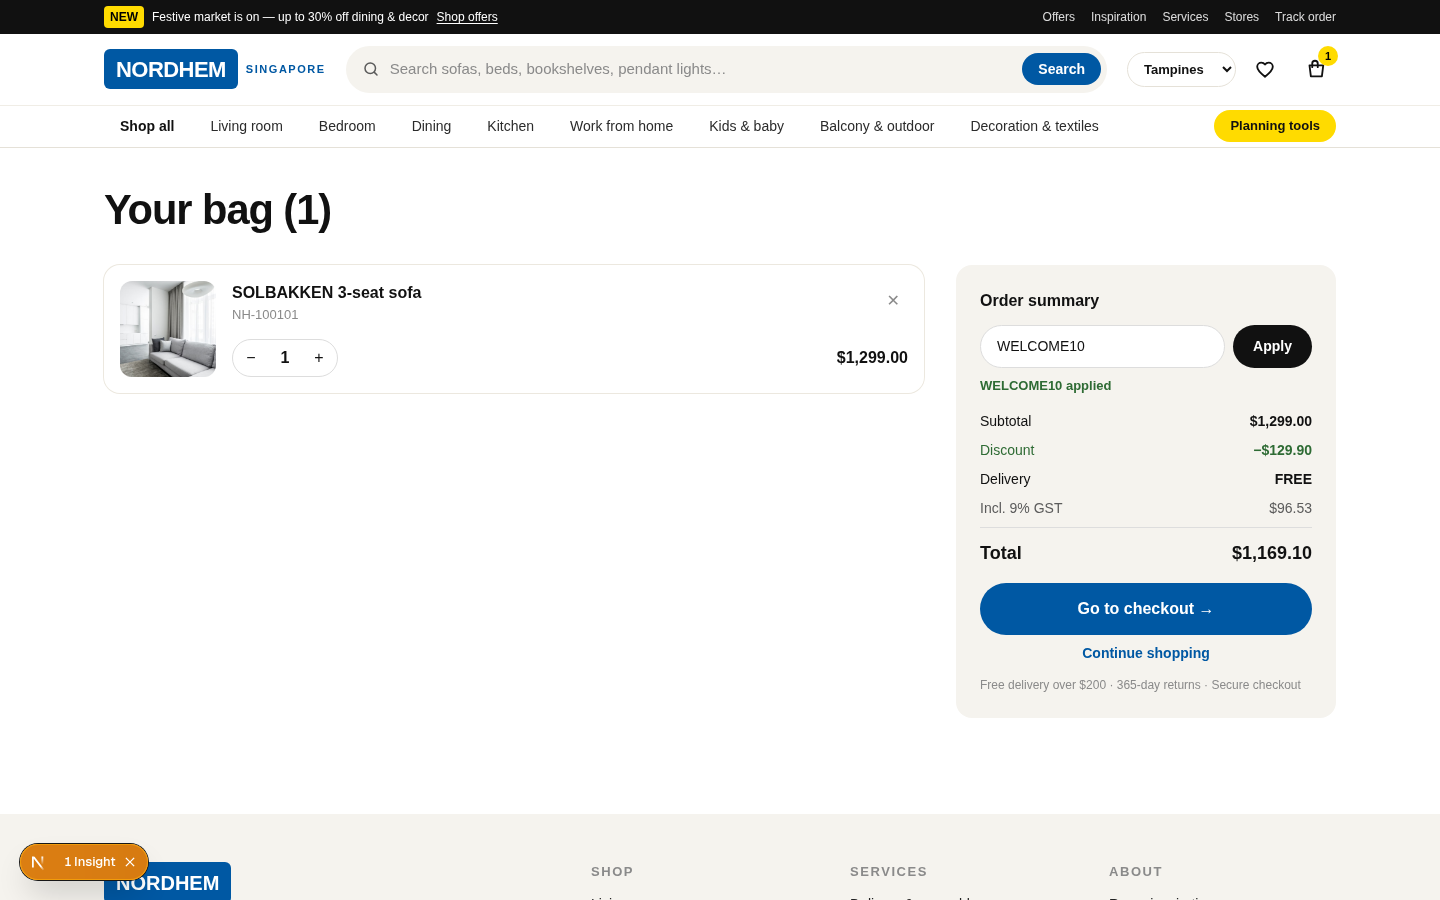 NEW Festive market is on — up to 30% off dining & decor Shop offers Offers Inspiration Services Stores Track order
NORDHEM SINGAPORE Search sofas, beds, bookshelves, pendant lights… Search Tampines 1
Shop all Living room Bedroom Dining Kitchen Work from home Kids & baby Balcony & outdoor Decoration & textiles Planning tools
Your bag (1)
SOLBAKKEN 3-seat sofa
NH-100101
− 1 + $1,299.00
Order summary
WELCOME10 Apply
WELCOME10 applied
Subtotal $1,299.00
Discount −$129.90
Delivery FREE
Incl. 9% GST $96.53
Total $1,169.10
Go to checkout →
Continue shopping
Free delivery over $200 · 365-day returns · Secure checkout
1 Insight
NORDHEM
SHOP SERVICES ABOUT